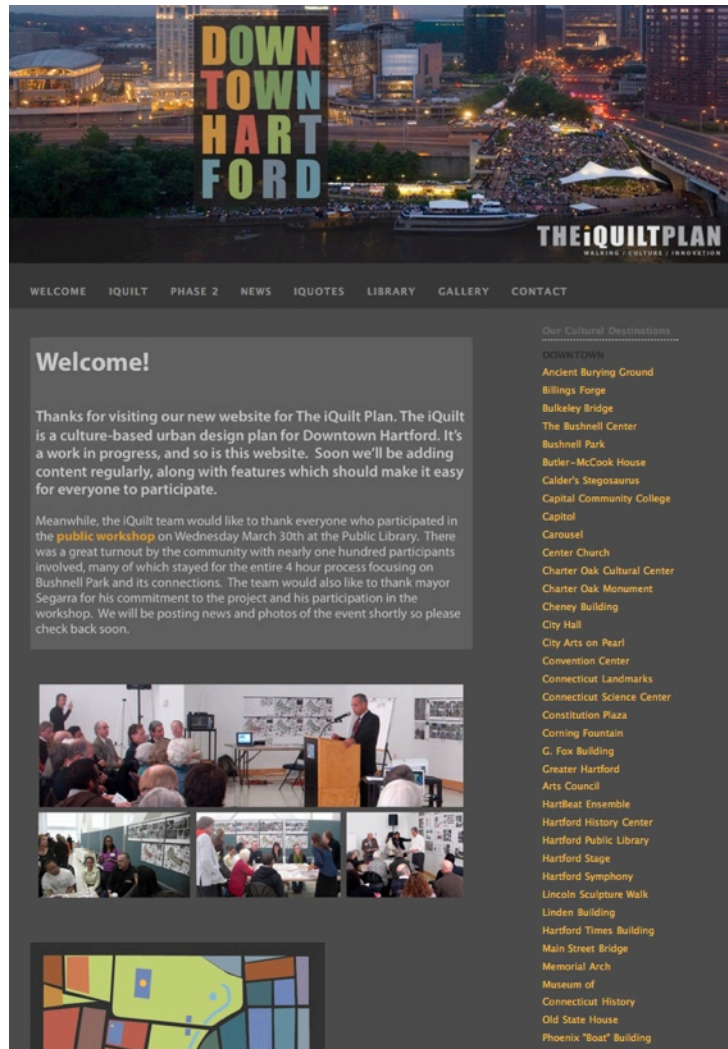 DOWN
TOWN
HART
FORD
THEiQUILTPLAN
WALKING / CULTURE / INNOVATION
WELCOME IQUILT PHASE 2 NEWS IQUOTES LIBRARY GALLERY CONTACT
Welcome!
Thanks for visiting our new website for The iQuilt Plan. The iQuilt
is a culture-based urban design plan for Downtown Hartford. It's
a work in progress, and so is this website.  Soon we'll be adding
content regularly, along with features which should make it easy
for everyone to participate.
Meanwhile, the iQuilt team would like to thank everyone who participated in
the public workshop on Wednesday March 30th at the Public Library.  There
was a great turnout by the community with nearly one hundred participants
involved, many of which stayed for the entire 4 hour process focusing on
Bushnell Park and its connections.  The team would also like to thank mayor
Segarra for his commitment to the project and his participation in the
workshop.  We will be posting news and photos of the event shortly so please
check back soon.
Our Cultural Destinations
DOWNTOWN
Ancient Burying Ground
Billings Forge
Bulkeley Bridge
The Bushnell Center
Bushnell Park
Butler-McCook House
Calder's Stegosaurus
Capital Community College
Capitol
Carousel
Center Church
Charter Oak Cultural Center
Charter Oak Monument
Cheney Building
City Hall
City Arts on Pearl
Convention Center
Connecticut Landmarks
Connecticut Science Center
Constitution Plaza
Corning Fountain
G. Fox Building
Greater Hartford
Arts Council
HartBeat Ensemble
Hartford History Center
Hartford Public Library
Hartford Stage
Hartford Symphony
Lincoln Sculpture Walk
Linden Building
Hartford Times Building
Main Street Bridge
Memorial Arch
Museum of
Connecticut History
Old State House
Phoenix "Boat" Building